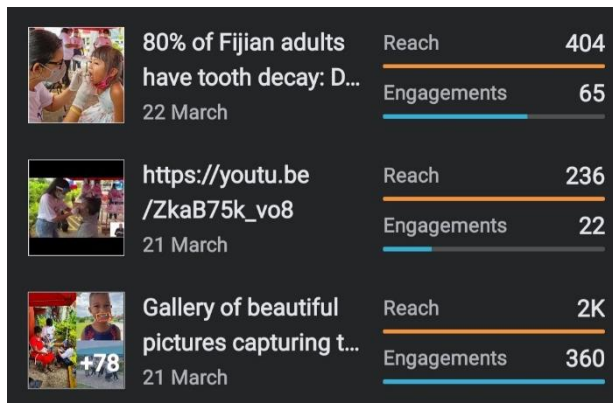 80% of Fijian adults
have tooth decay: D...
22 March
Reach 404
Engagements 65
https://youtu.be
/ZkaB75k_vo8
21 March
Reach 236
Engagements 22
+78
Gallery of beautiful
pictures capturing t...
21 March
Reach 2K
Engagements 360